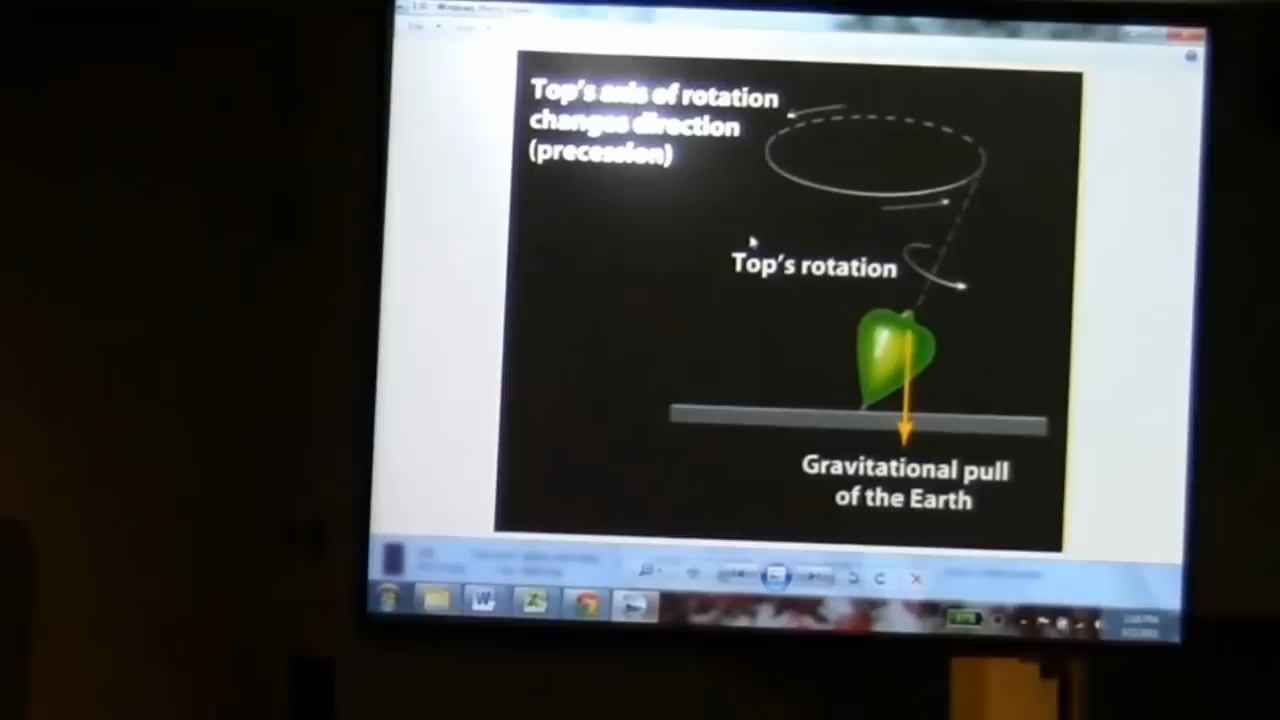 Top's axis of rotation
changes direction
(precession)
Top's rotation
Gravitational pull
of the Earth